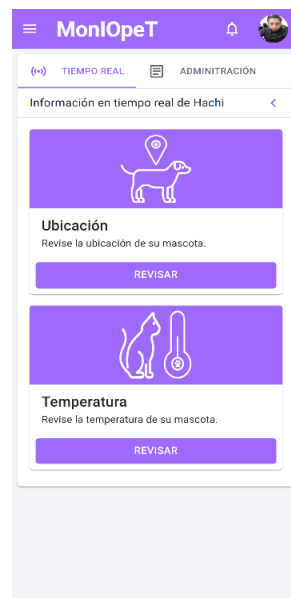 MonIOpeT
TIEMPO REAL
ADMINITRACIÓN
Información en tiempo real de Hachi
Ubicación
Revise la ubicación de su mascota.
REVISAR
Temperatura
Revise la temperatura de su mascota.
REVISAR